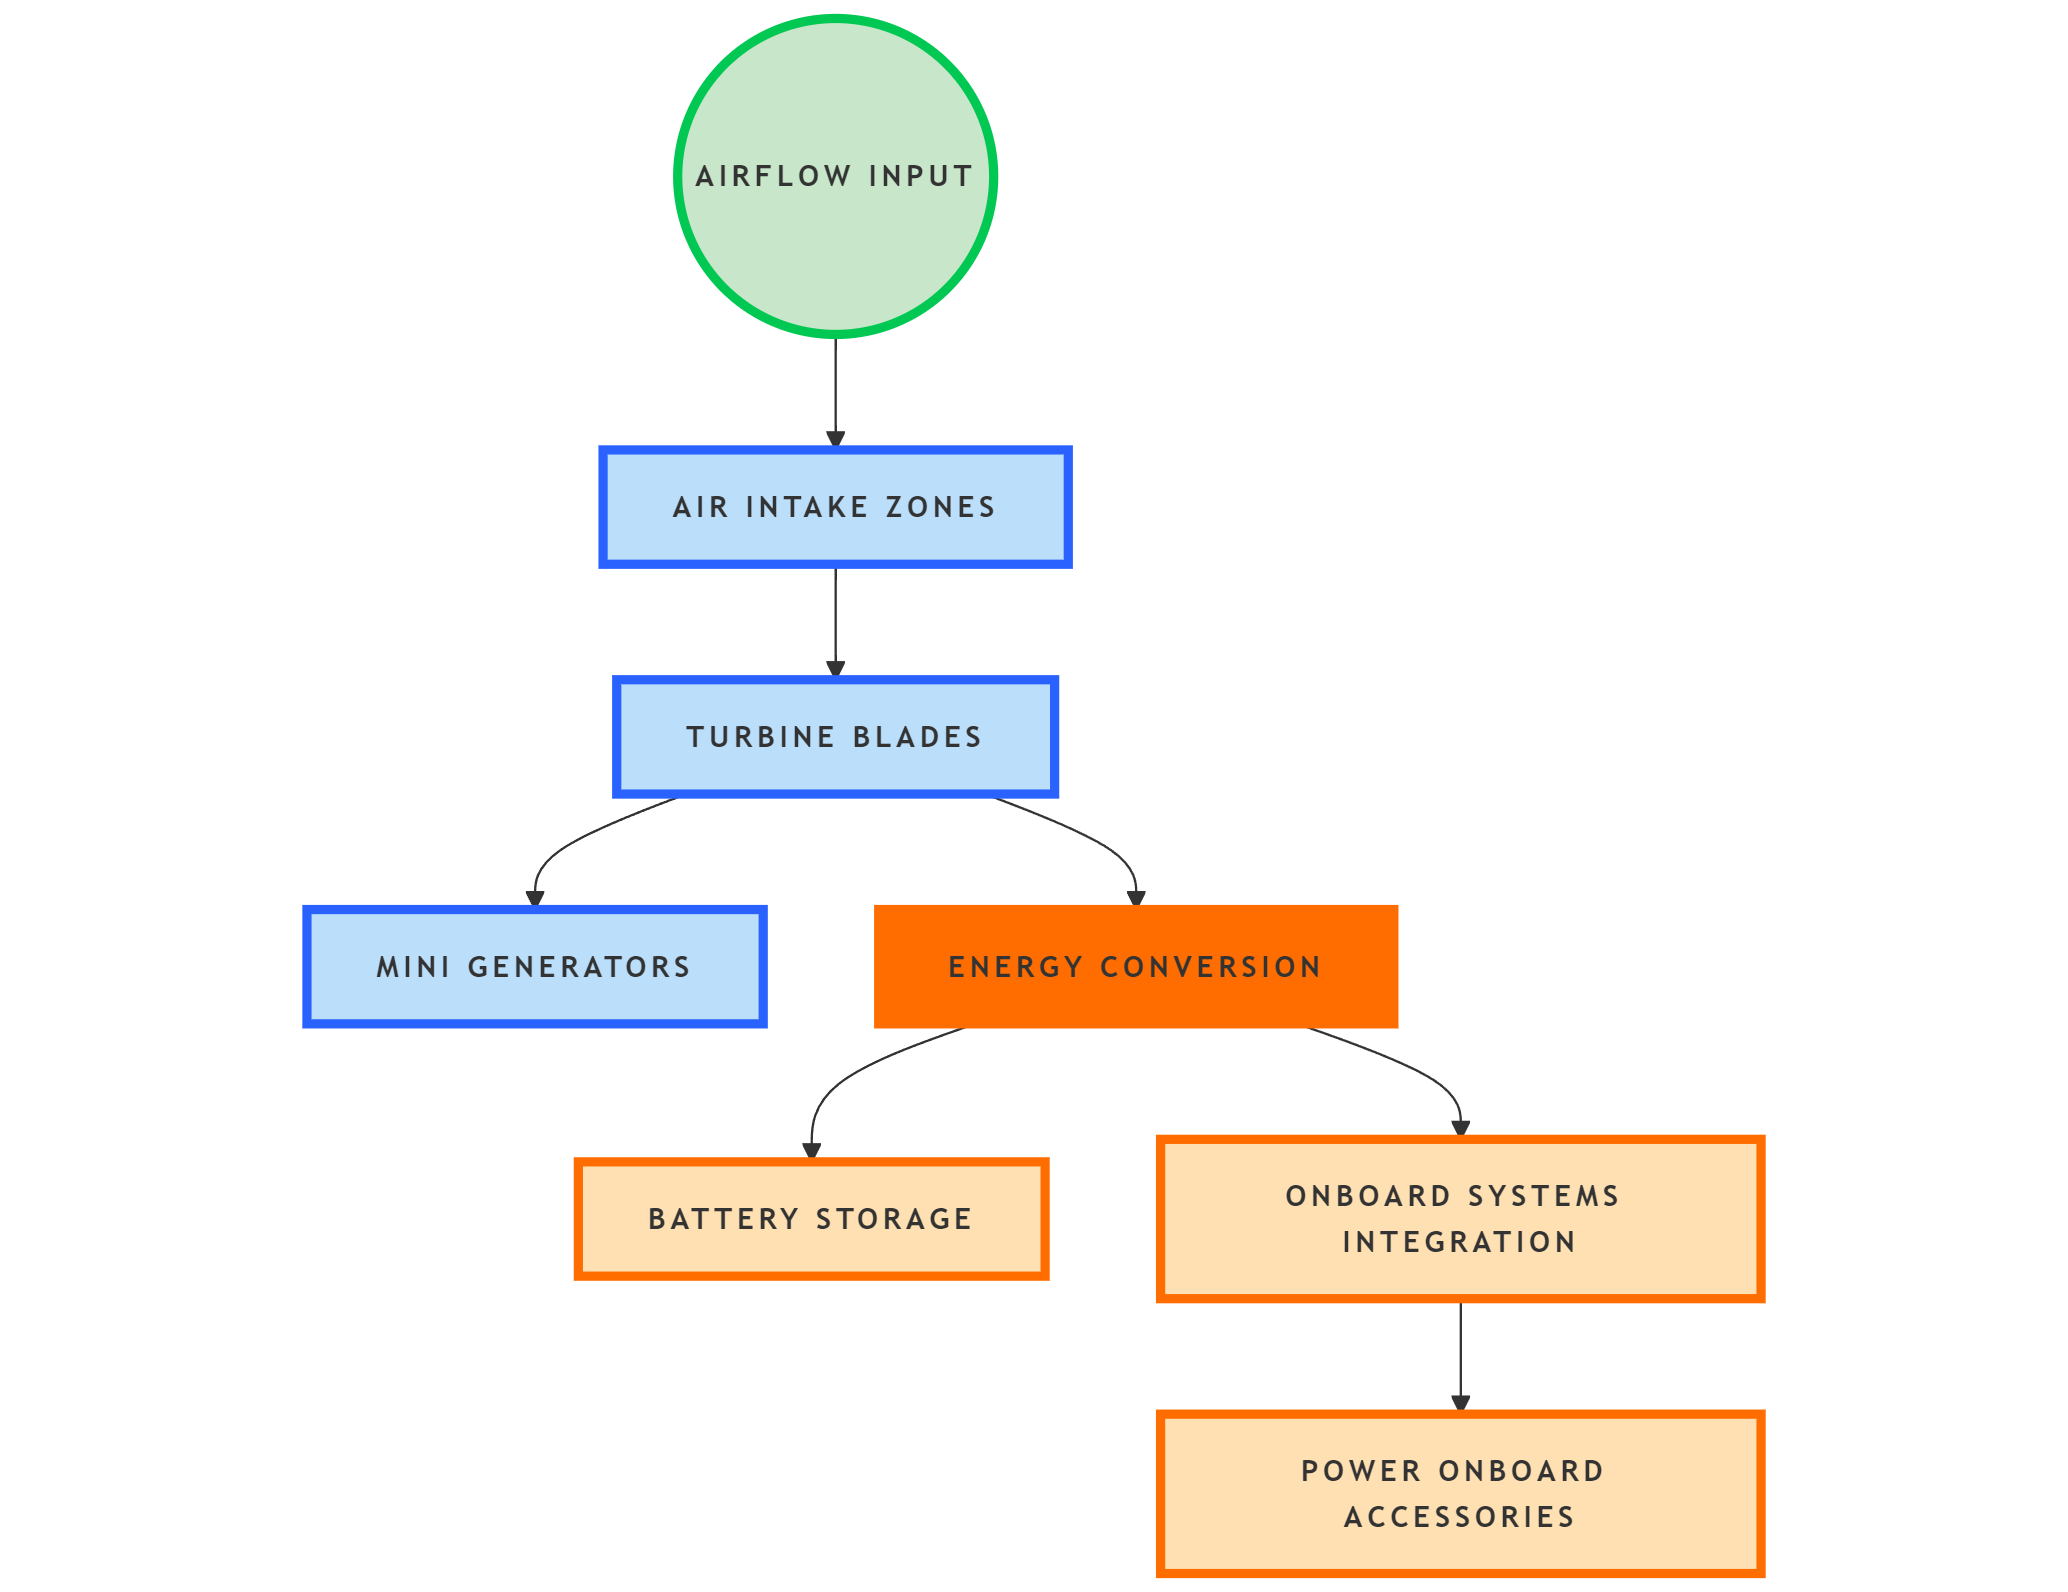 AIRFLOW INPUT
AIR INTAKE ZONES
TURBINE BLADES
MINI GENERATORS
ENERGY CONVERSION
BATTERY STORAGE
ONBOARD SYSTEMS
INTEGRATION
POWER ONBOARD
ACCESSORIES